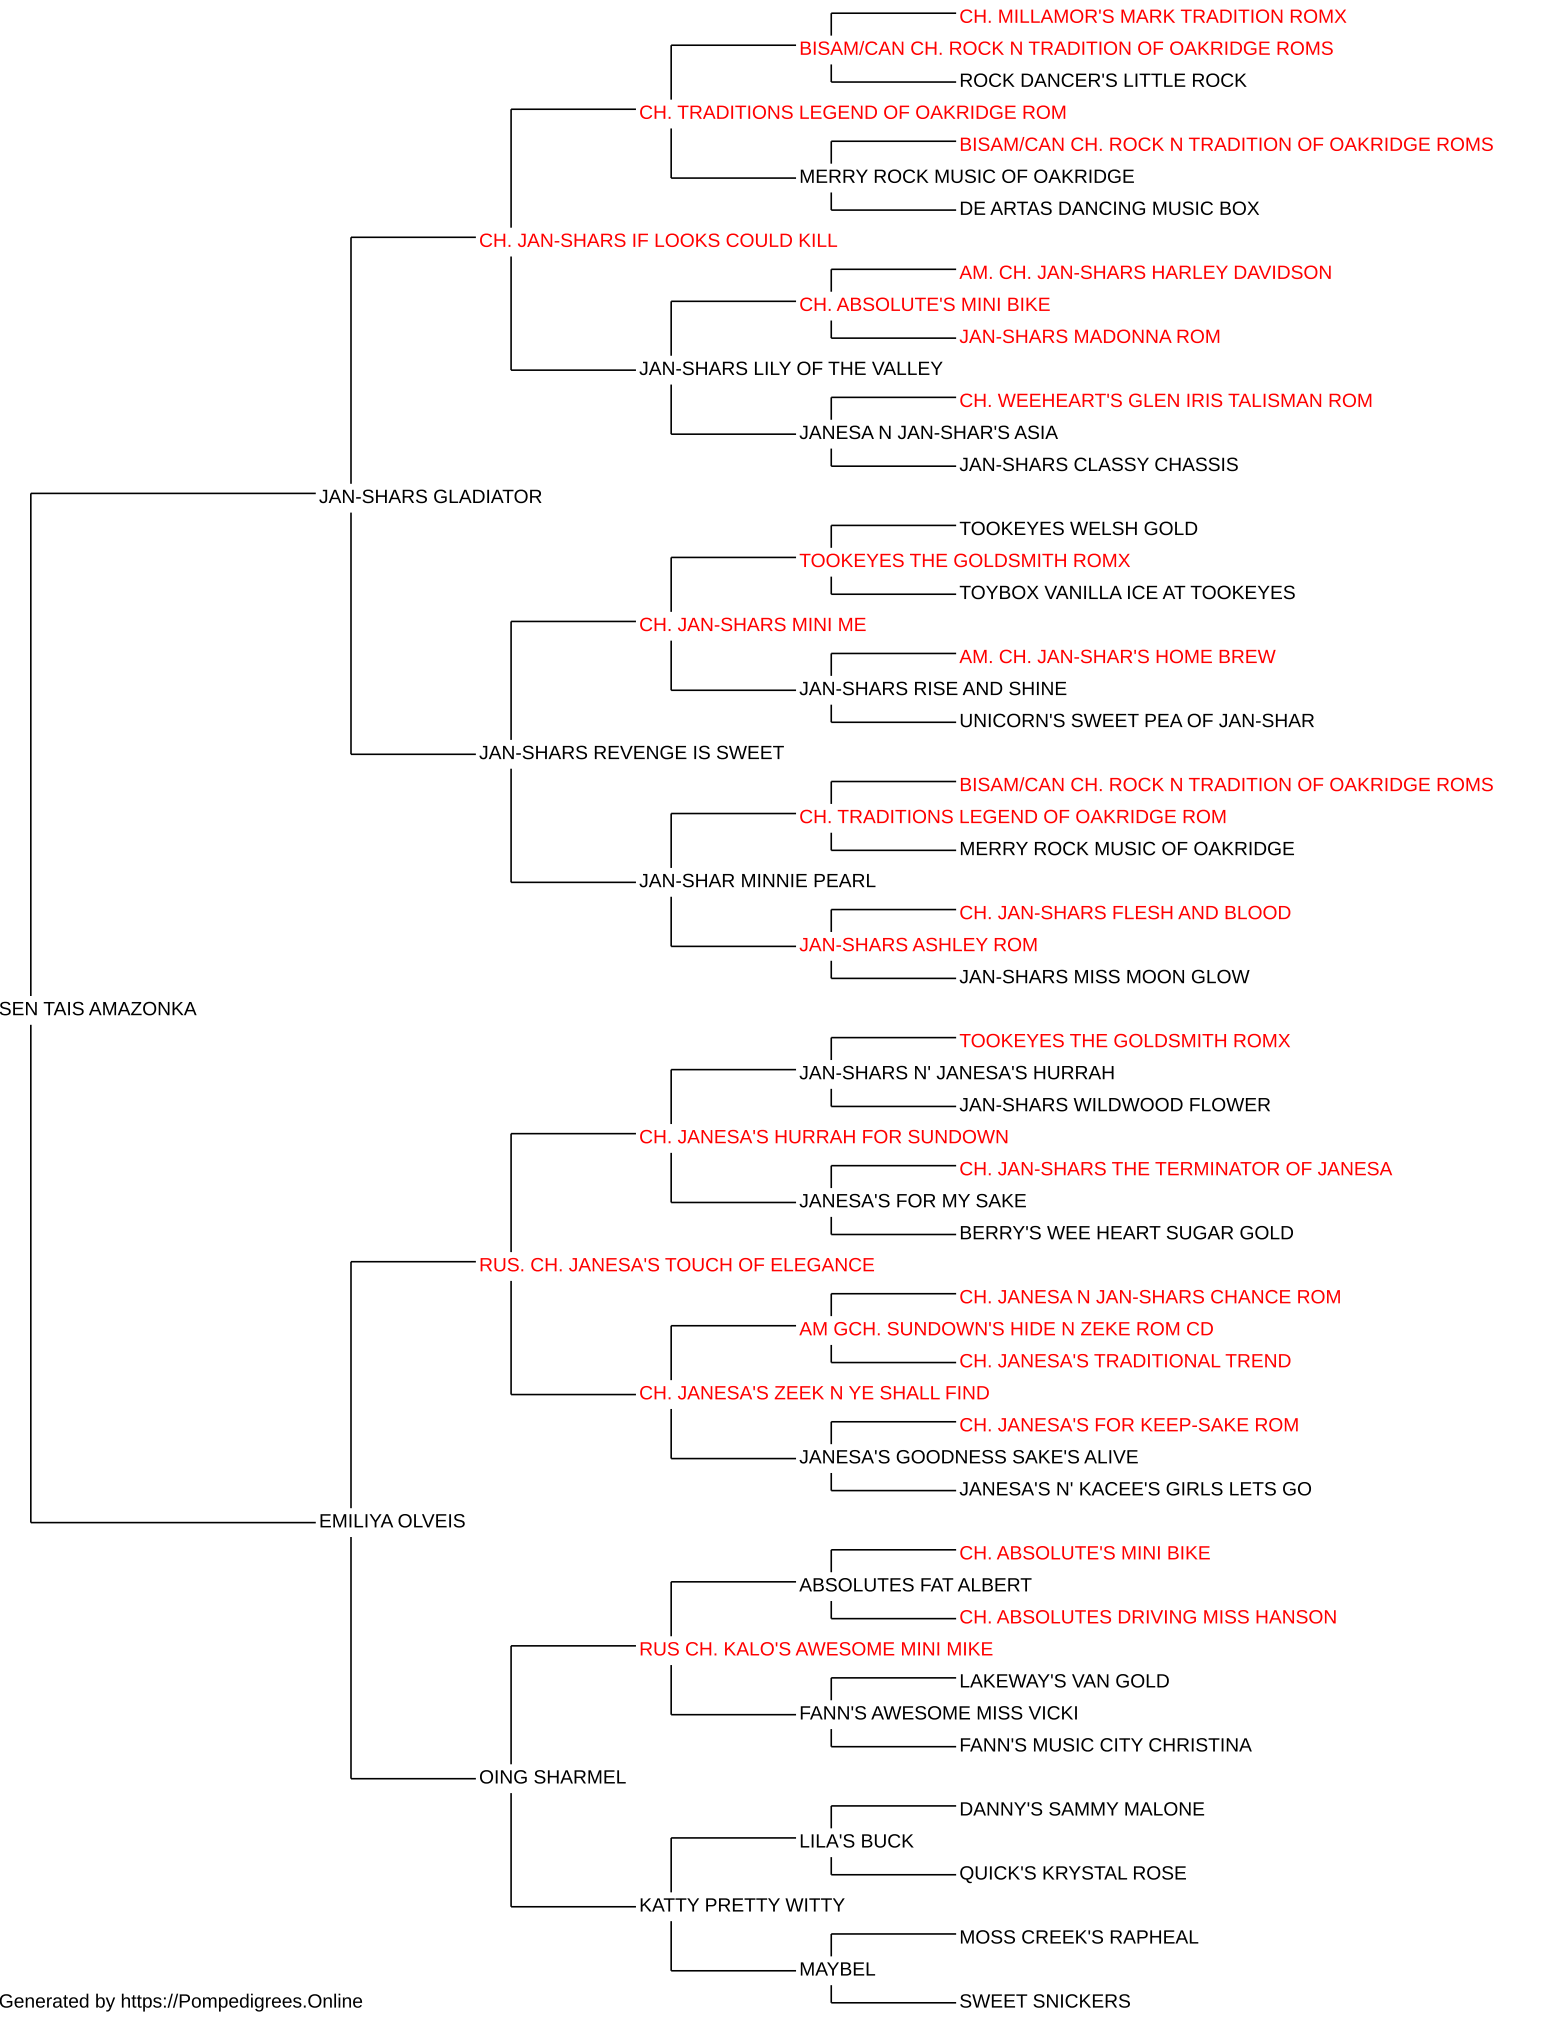 CH. MILLAMOR'S MARK TRADITION ROMX
BISAM/CAN CH. ROCK N TRADITION OF OAKRIDGE ROMS
ROCK DANCER'S LITTLE ROCK
CH. TRADITIONS LEGEND OF OAKRIDGE ROM
BISAM/CAN CH. ROCK N TRADITION OF OAKRIDGE ROMS
MERRY ROCK MUSIC OF OAKRIDGE
DE ARTAS DANCING MUSIC BOX
CH. JAN-SHARS IF LOOKS COULD KILL
AM. CH. JAN-SHARS HARLEY DAVIDSON
CH. ABSOLUTE'S MINI BIKE
JAN-SHARS MADONNA ROM
JAN-SHARS LILY OF THE VALLEY
CH. WEEHEART'S GLEN IRIS TALISMAN ROM
JANESA N JAN-SHAR'S ASIA
JAN-SHARS CLASSY CHASSIS
JAN-SHARS GLADIATOR
TOOKEYES WELSH GOLD
TOOKEYES THE GOLDSMITH ROMX
TOYBOX VANILLA ICE AT TOOKEYES
CH. JAN-SHARS MINI ME
AM. CH. JAN-SHAR'S HOME BREW
JAN-SHARS RISE AND SHINE
UNICORN'S SWEET PEA OF JAN-SHAR
JAN-SHARS REVENGE IS SWEET
BISAM/CAN CH. ROCK N TRADITION OF OAKRIDGE ROMS
CH. TRADITIONS LEGEND OF OAKRIDGE ROM
MERRY ROCK MUSIC OF OAKRIDGE
JAN-SHAR MINNIE PEARL
CH. JAN-SHARS FLESH AND BLOOD
JAN-SHARS ASHLEY ROM
JAN-SHARS MISS MOON GLOW
SEN TAIS AMAZONKA
TOOKEYES THE GOLDSMITH ROMX
JAN-SHARS N' JANESA'S HURRAH
JAN-SHARS WILDWOOD FLOWER
CH. JANESA'S HURRAH FOR SUNDOWN
CH. JAN-SHARS THE TERMINATOR OF JANESA
JANESA'S FOR MY SAKE
BERRY'S WEE HEART SUGAR GOLD
RUS. CH. JANESA'S TOUCH OF ELEGANCE
CH. JANESA N JAN-SHARS CHANCE ROM
AM GCH. SUNDOWN'S HIDE N ZEKE ROM CD
CH. JANESA'S TRADITIONAL TREND
CH. JANESA'S ZEEK N YE SHALL FIND
CH. JANESA'S FOR KEEP-SAKE ROM
JANESA'S GOODNESS SAKE'S ALIVE
JANESA'S N' KACEE'S GIRLS LETS GO
EMILIYA OLVEIS
CH. ABSOLUTE'S MINI BIKE
ABSOLUTES FAT ALBERT
CH. ABSOLUTES DRIVING MISS HANSON
RUS CH. KALO'S AWESOME MINI MIKE
LAKEWAY'S VAN GOLD
FANN'S AWESOME MISS VICKI
FANN'S MUSIC CITY CHRISTINA
OING SHARMEL
DANNY'S SAMMY MALONE
LILA'S BUCK
QUICK'S KRYSTAL ROSE
KATTY PRETTY WITTY
MOSS CREEK'S RAPHEAL
MAYBEL
SWEET SNICKERS
Generated by https://Pompedigrees.Online